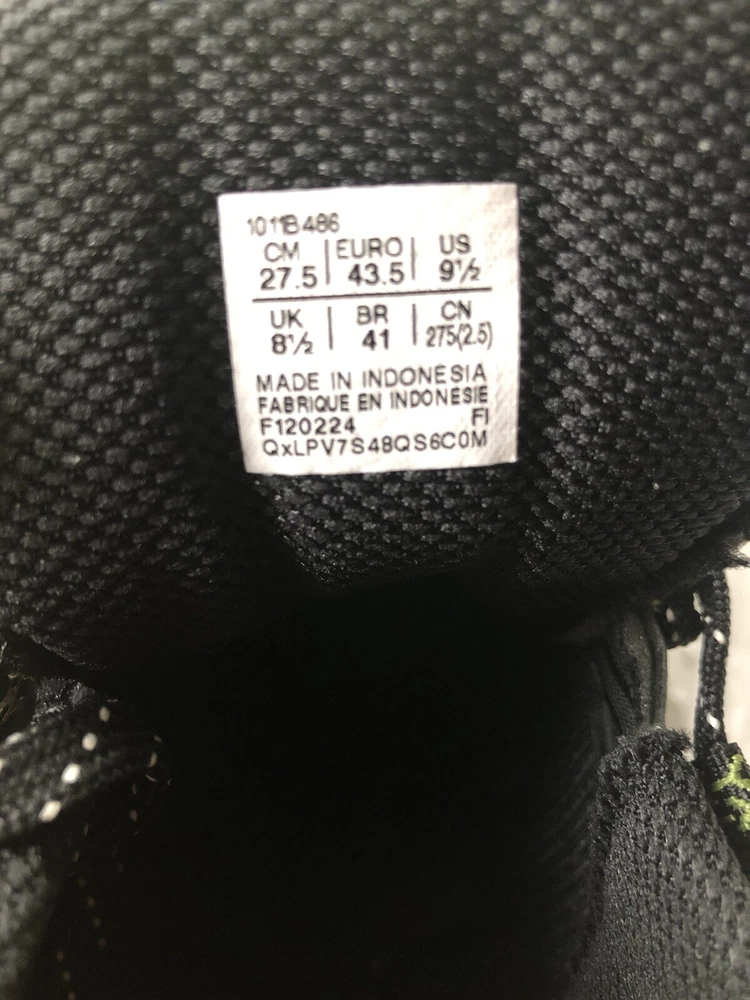 1011B486
CM | EURO | US
27.5 | 43.5 | 9½
UK | BR | CN
8½ | 41 | 275(2.5)
MADE IN INDONESIA
FABRIQUE EN INDONESIE
F120224 FI
QxLPV7S48QS6C0M